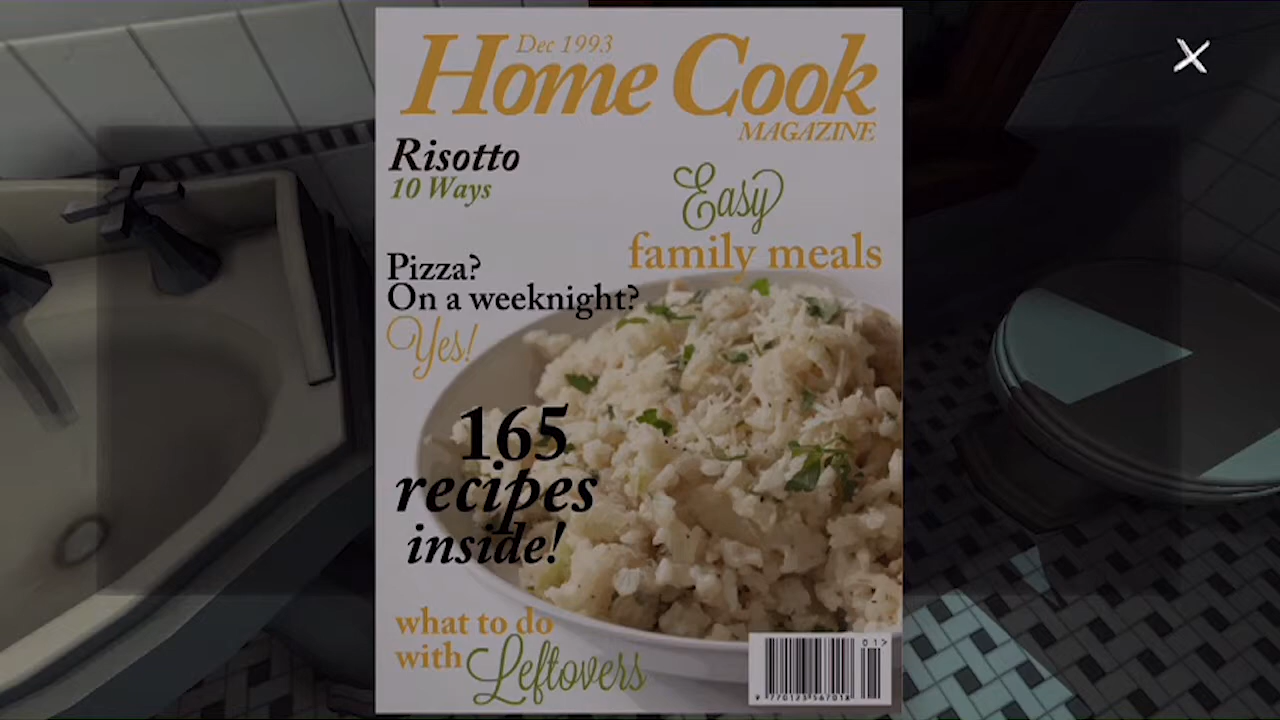 Dec 1993
Home Cook
MAGAZINE
Risotto
10 Ways
Easy
family meals
Pizza?
On a weeknight?
Yes!
165
recipes
inside!
what to do
with Leftovers
01>